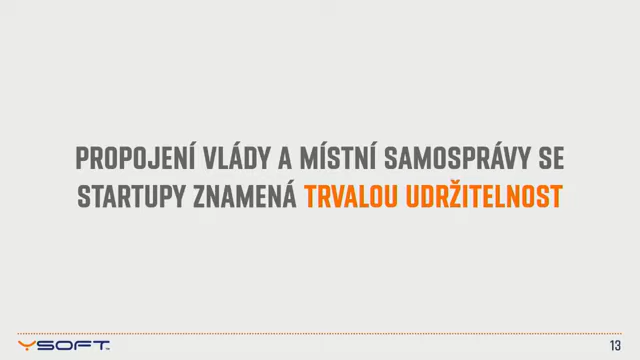 PROPOJENÍ VLÁDY A MÍSTNÍ SAMOSPRÁVY SE
STARTUPY ZNAMENÁ TRVALOU UDRŽITELNOST
YSOFT
13